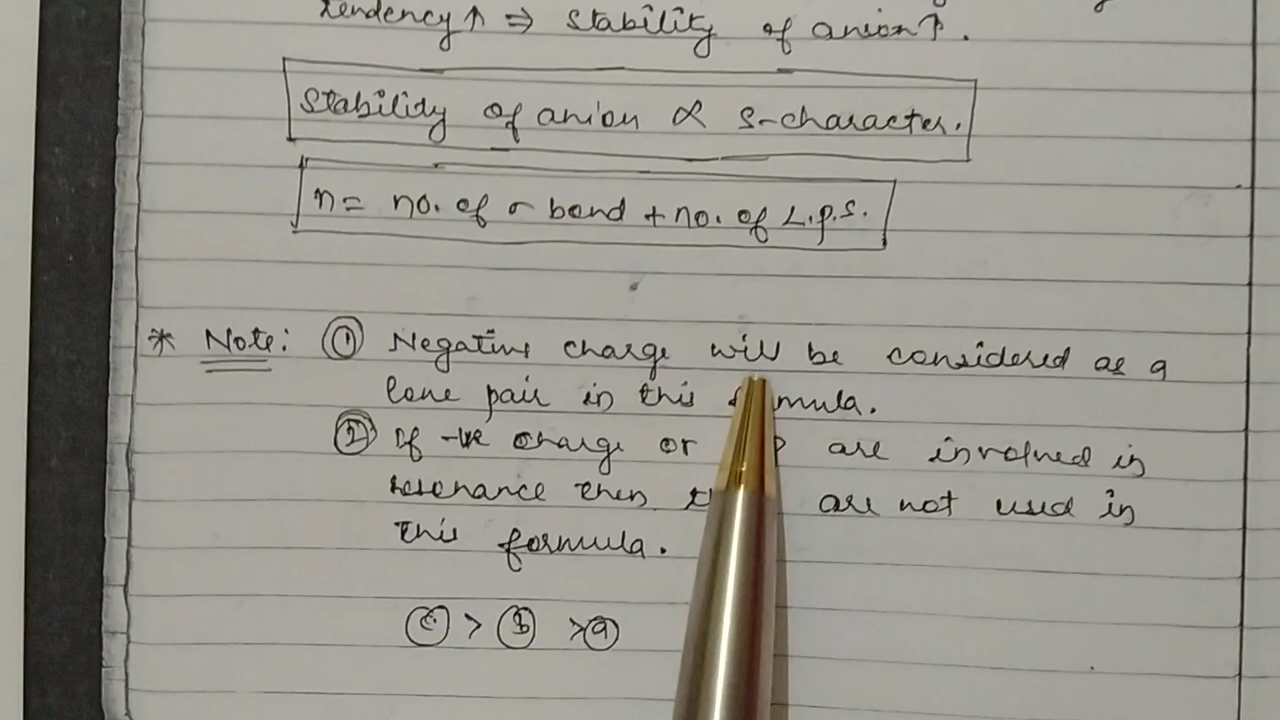 tendency ↑ ⇒ stability of anion ↑.
Stability of anion ∝ s-character.
n = no. of σ bond + no. of L.p.s.
* Note: ① Negative charge will be considered as a
lone pair in this mula.
② If -ve charge or P are involved in
resonance then are not used in
this formula.
ⓒ > ⓑ > ⓐ